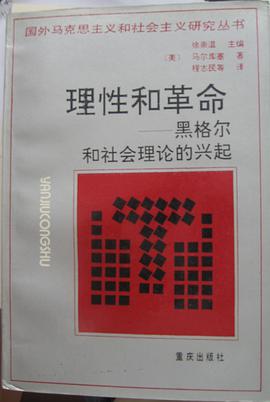 国外马克思主义和社会主义研究丛书
徐崇温 主编
〔美〕 马尔库塞 著
程志民等 译
理性和革命
——黑格尔
和社会理论的兴起
YANJIUCONGSHU
重庆出版社